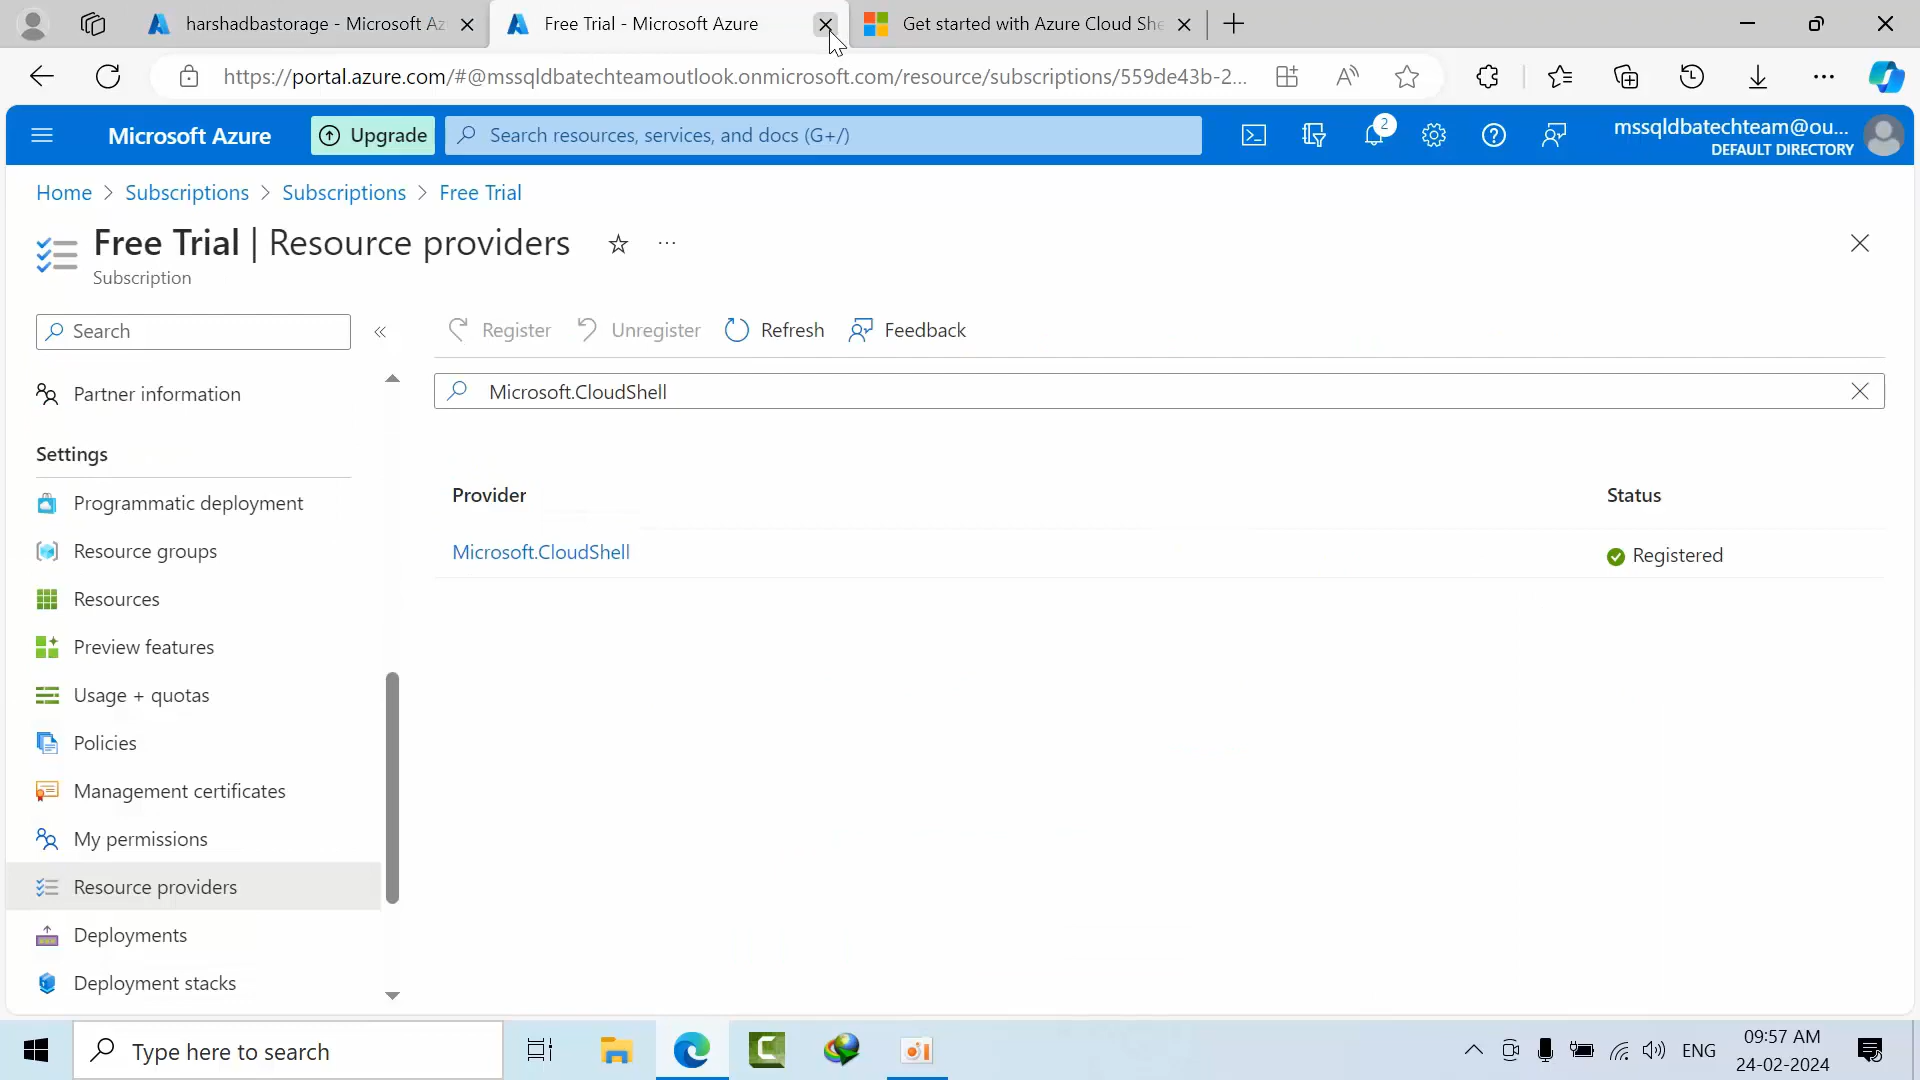 harshadbastorage - Microsoft Az
Free Trial - Microsoft Azure
Get started with Azure Cloud She
https://portal.azure.com/#@mssqldbatechteamoutlook.onmicrosoft.com/resource/subscriptions/559de43b-2...
Microsoft Azure
Upgrade
Search resources, services, and docs (G+/)
2
mssqldbatechteam@ou...
DEFAULT DIRECTORY
Home > Subscriptions > Subscriptions > Free Trial
Free Trial | Resource providers
Subscription
Search
Register
Unregister
Refresh
Feedback
Partner information
Microsoft.CloudShell
Settings
Provider
Status
Programmatic deployment
Microsoft.CloudShell
Registered
Resource groups
Resources
Preview features
Usage + quotas
Policies
Management certificates
My permissions
Resource providers
Deployments
Deployment stacks
Type here to search
ENG
09:57 AM
24-02-2024